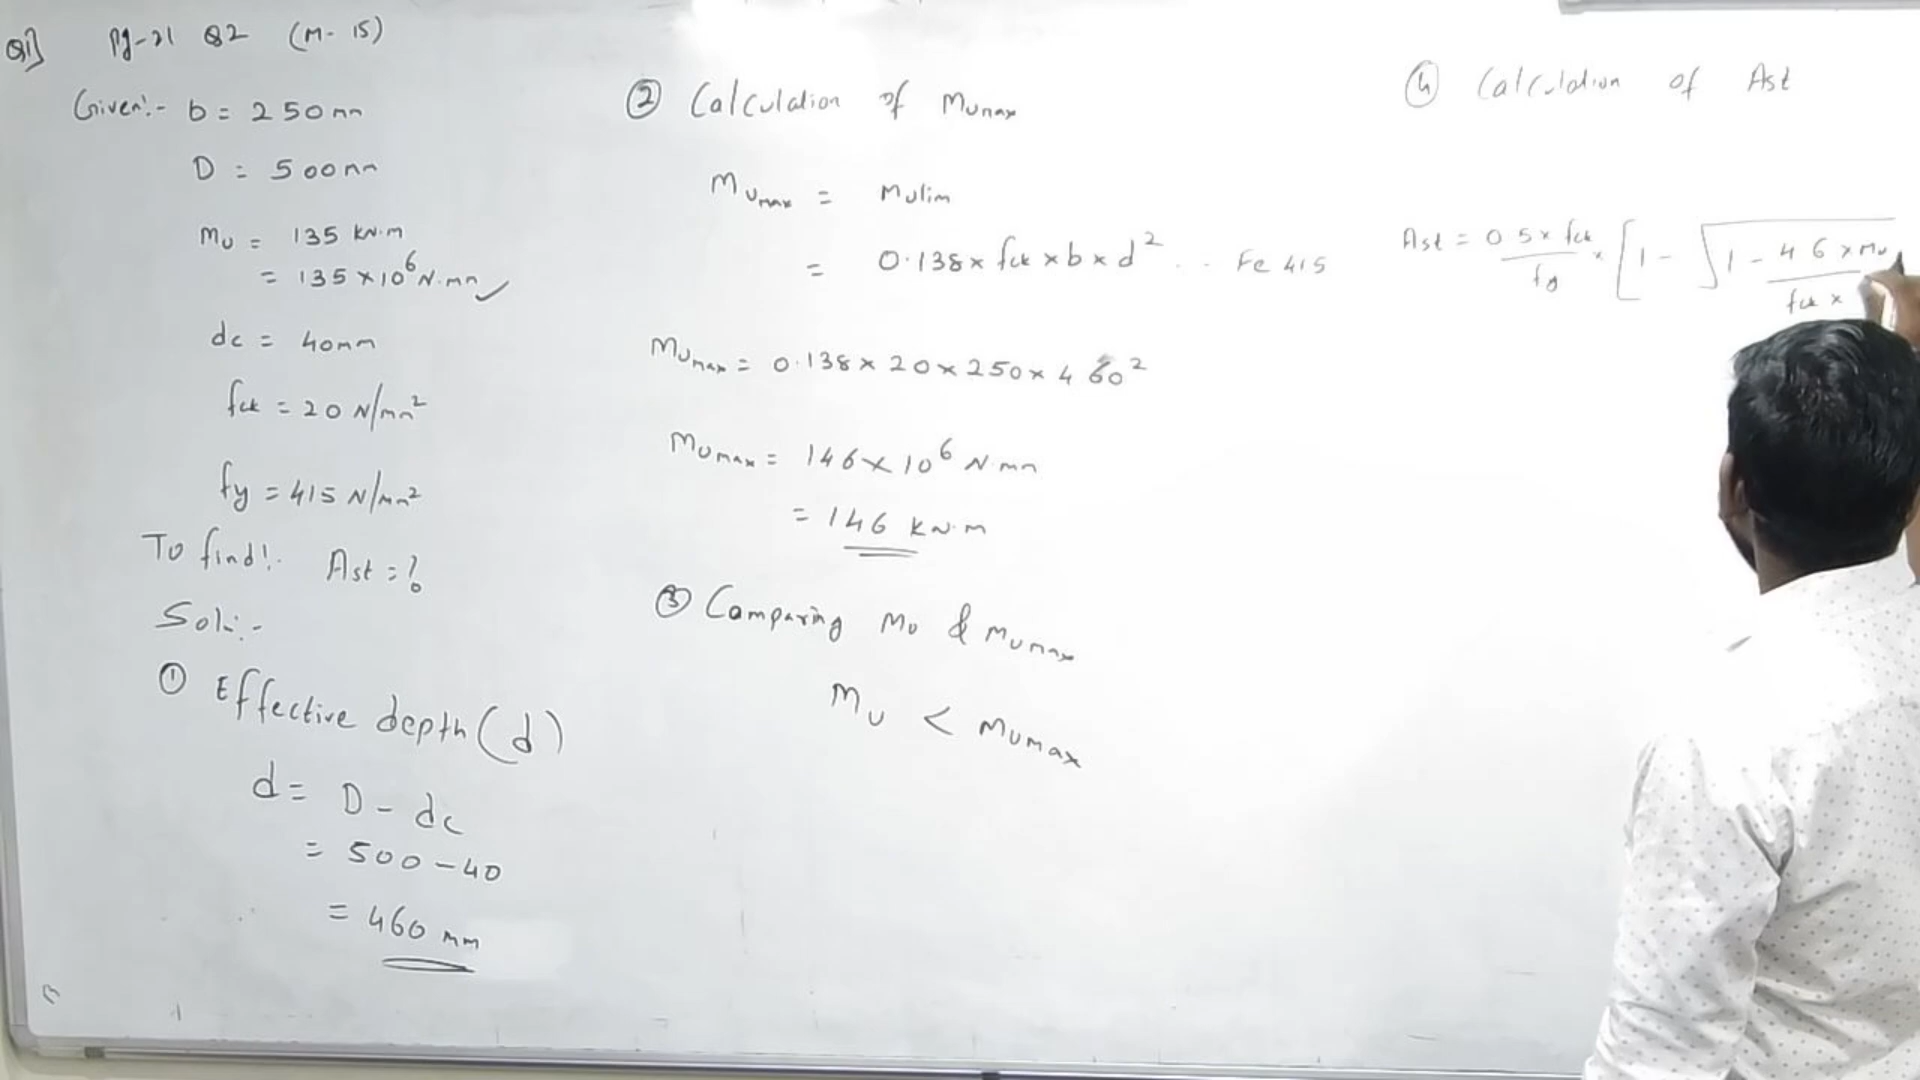 Q1] Pg-21 Q2 (M-15)
Given:- b = 250mm
D = 500mm
Mu = 135 kN.m
= 135×10⁶ N.mm ✓
dc = 40mm
fck = 20 N/mm²
fy = 415 N/mm²
To find:- Ast = ?
Soln:-
① Effective depth (d)
d = D - dc
= 500 - 40
= 460 mm
② Calculation of Mumax
Mumax = Mulim
= 0.138 × fck × b × d² .. Fe 415
Mumax = 0.138 × 20 × 250 × 460²
Mumax = 146 × 10⁶ N.mm
= 146 kN.m
③ Comparing Mu & Mumax
Mu < Mumax
④ Calculation of Ast
Ast = 0.5 × fck / fy × [1 - √1 - 4.6 × Mu / fck ×